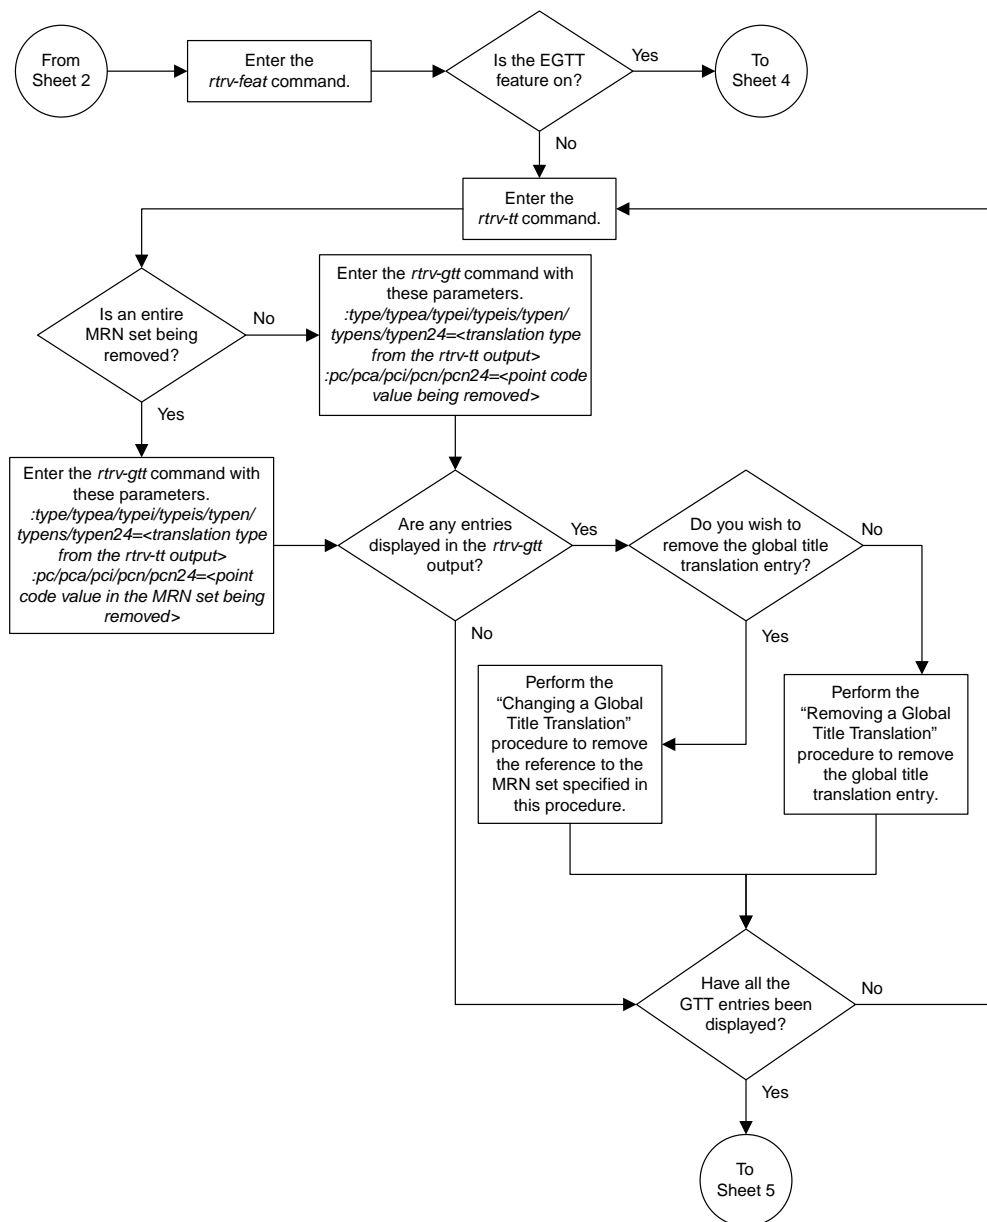 From
Sheet 2
Enter the
rtrv-feat command.
Is the EGTT
feature on?
Yes
To
Sheet 4
No
Enter the
rtrv-tt command.
Is an entire
MRN set being
removed?
No
Enter the rtrv-gtt command with
these parameters.
:type/typea/typei/typeis/typen/
typens/typen24=<translation type
from the rtrv-tt output>
:pc/pca/pci/pcn/pcn24=<point code
value being removed>
Yes
Enter the rtrv-gtt command with
these parameters.
:type/typea/typei/typeis/typen/
typens/typen24=<translation type
from the rtrv-tt output>
:pc/pca/pci/pcn/pcn24=<point
code value in the MRN set being
removed>
Are any entries
displayed in the rtrv-gtt
output?
Yes
Do you wish to
remove the global title
translation entry?
No
No
Yes
Perform the
“Changing a Global
Title Translation”
procedure to remove
the reference to the
MRN set specified in
this procedure.
Perform the
“Removing a Global
Title Translation”
procedure to remove
the global title
translation entry.
Have all the
GTT entries been
displayed?
No
Yes
To
Sheet 5